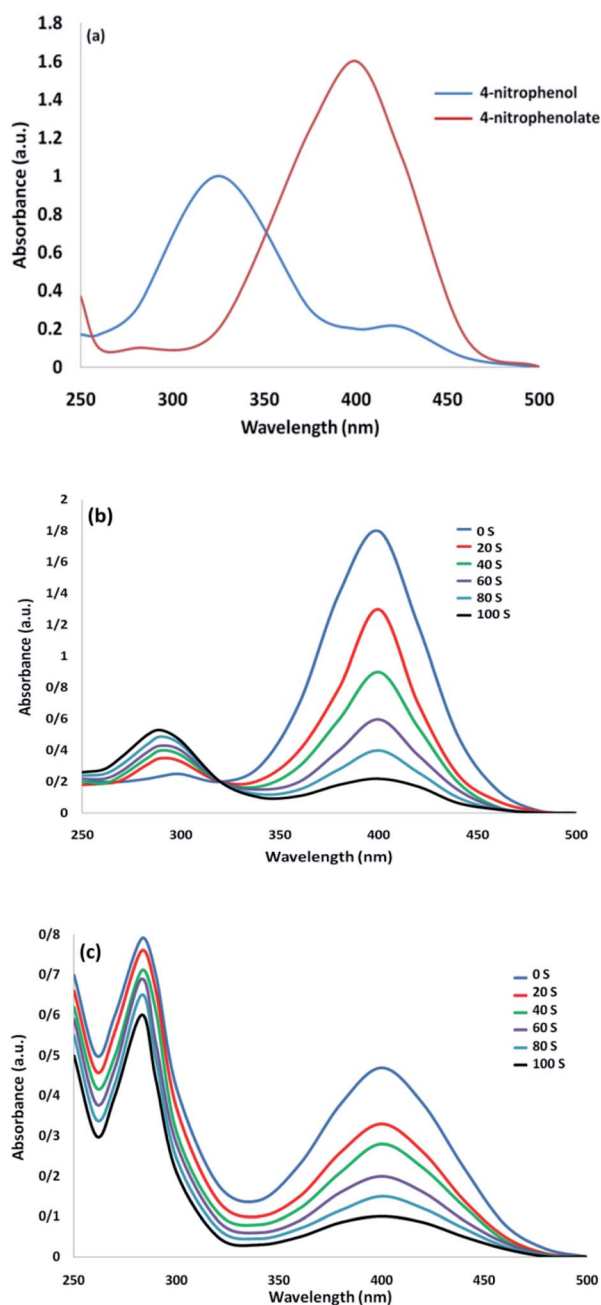 (a)
1.8
1.6
1.4
1.2
1
0.8
0.6
0.4
0.2
0
Absorbance (a.u.)
4-nitrophenol
4-nitrophenolate
250 300 350 400 450 500
Wavelength (nm)
(b)
2
1/8
1/6
1/4
1/2
1
0/8
0/6
0/4
0/2
0
Absorbance (a.u.)
0 S
20 S
40 S
60 S
80 S
100 S
250 300 350 400 450 500
Wavelength (nm)
(c)
0/8
0/7
0/6
0/5
0/4
0/3
0/2
0/1
0
Absorbance (a.u.)
0 S
20 S
40 S
60 S
80 S
100 S
250 300 350 400 450 500
Wavelength (nm)